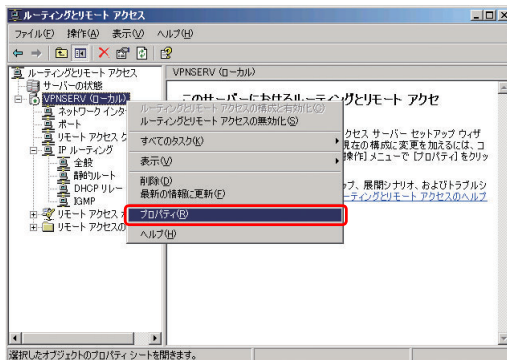 ルーティングとリモート アクセス
ファイル(F) 操作(A) 表示(V) ヘルプ(H)
ルーティングとリモート アクセス
サーバーの状態
VPNSERV (ローカル)
ネットワーク インタ
ポート
リモート アクセス ク
IP ルーティング
全般
静的ルート
DHCP リレー
IGMP
リモート アクセス
リモート アクセスの
VPNSERV (ローカル)
このサーバーにおけるルーティングとリモート アクセ
クセス サーバー セットアップ ウィザ
現在の構成に変更を加えるには、コ
操作] メニューで [プロパティ] をクリッ
プ、展開シナリオ、およびトラブルシ
ーティングとリモート アクセスのヘルプ
ルーティングとリモート アクセスの構成と有効化(C)
ルーティングとリモート アクセスの無効化(S)
すべてのタスク(K)
表示(V)
削除(D)
最新の情報に更新(F)
プロパティ(R)
ヘルプ(H)
選択したオブジェクトのプロパティ シートを開きます。